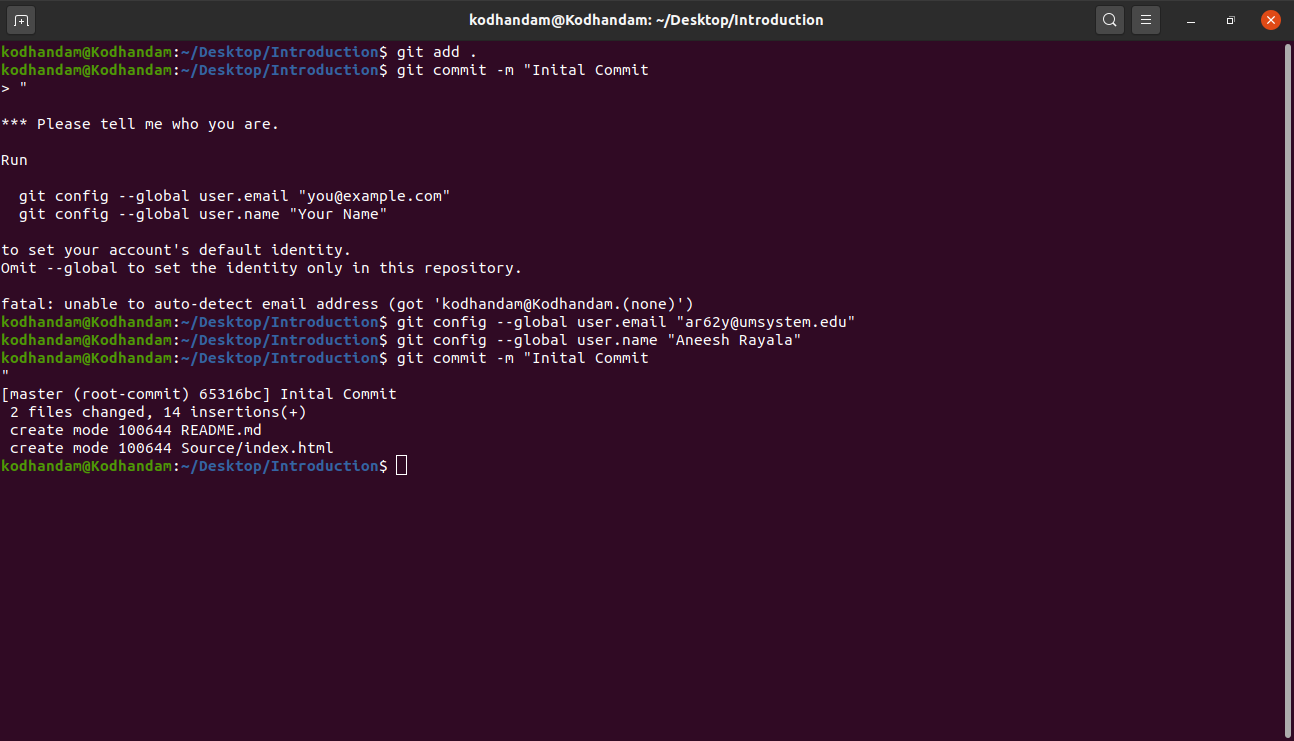 kodhandam@Kodhandam: ~/Desktop/Introduction
kodhandam@Kodhandam:~/Desktop/Introduction$ git add .
kodhandam@Kodhandam:~/Desktop/Introduction$ git commit -m "Inital Commit
> "
*** Please tell me who you are.
Run
  git config --global user.email "you@example.com"
  git config --global user.name "Your Name"
to set your account's default identity.
Omit --global to set the identity only in this repository.
fatal: unable to auto-detect email address (got 'kodhandam@Kodhandam.(none)')
kodhandam@Kodhandam:~/Desktop/Introduction$ git config --global user.email "ar62y@umsystem.edu"
kodhandam@Kodhandam:~/Desktop/Introduction$ git config --global user.name "Aneesh Rayala"
kodhandam@Kodhandam:~/Desktop/Introduction$ git commit -m "Inital Commit
"
[master (root-commit) 65316bc] Inital Commit
 2 files changed, 14 insertions(+)
 create mode 100644 README.md
 create mode 100644 Source/index.html
kodhandam@Kodhandam:~/Desktop/Introduction$